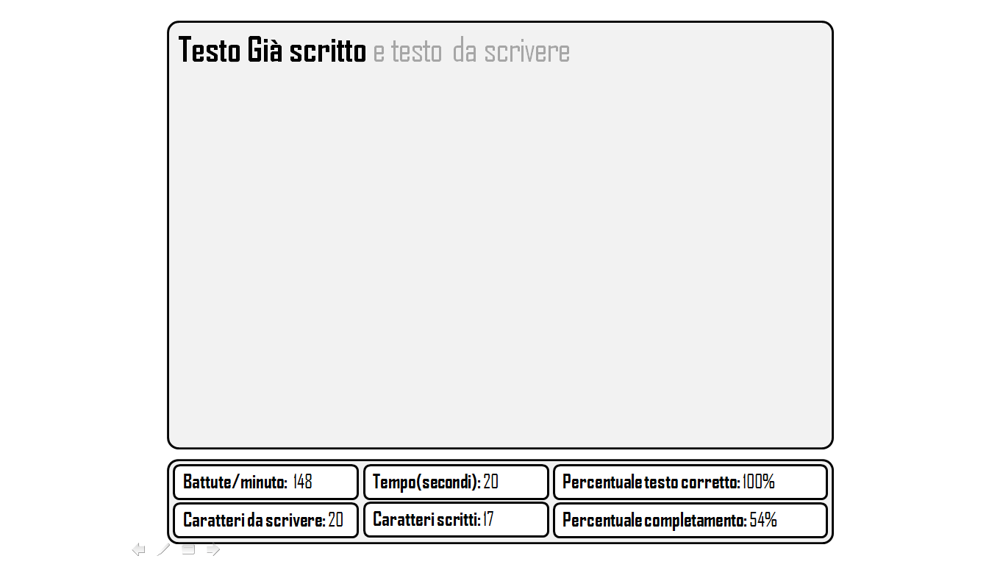 Testo Già scritto e testo da scrivere
Battute/minuto: 148
Tempo(secondi): 20
Percentuale testo corretto: 100%
Caratteri da scrivere: 20
Caratteri scritti: 17
Percentuale completamento: 54%